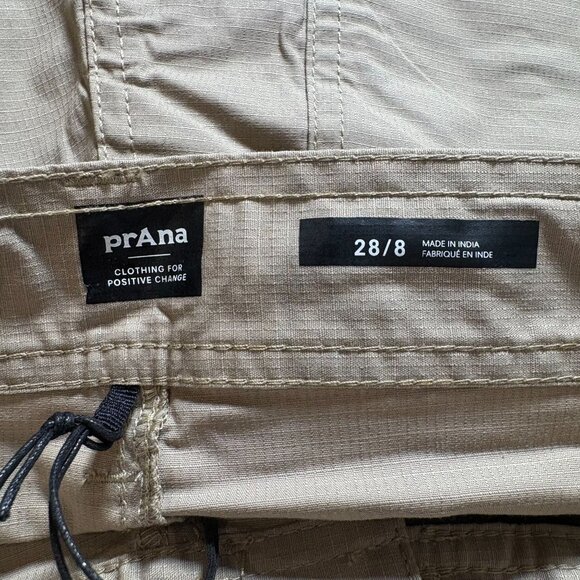 prAna
CLOTHING FOR
POSITIVE CHANGE
28/8
MADE IN INDIA
FABRIQUÉ EN INDE